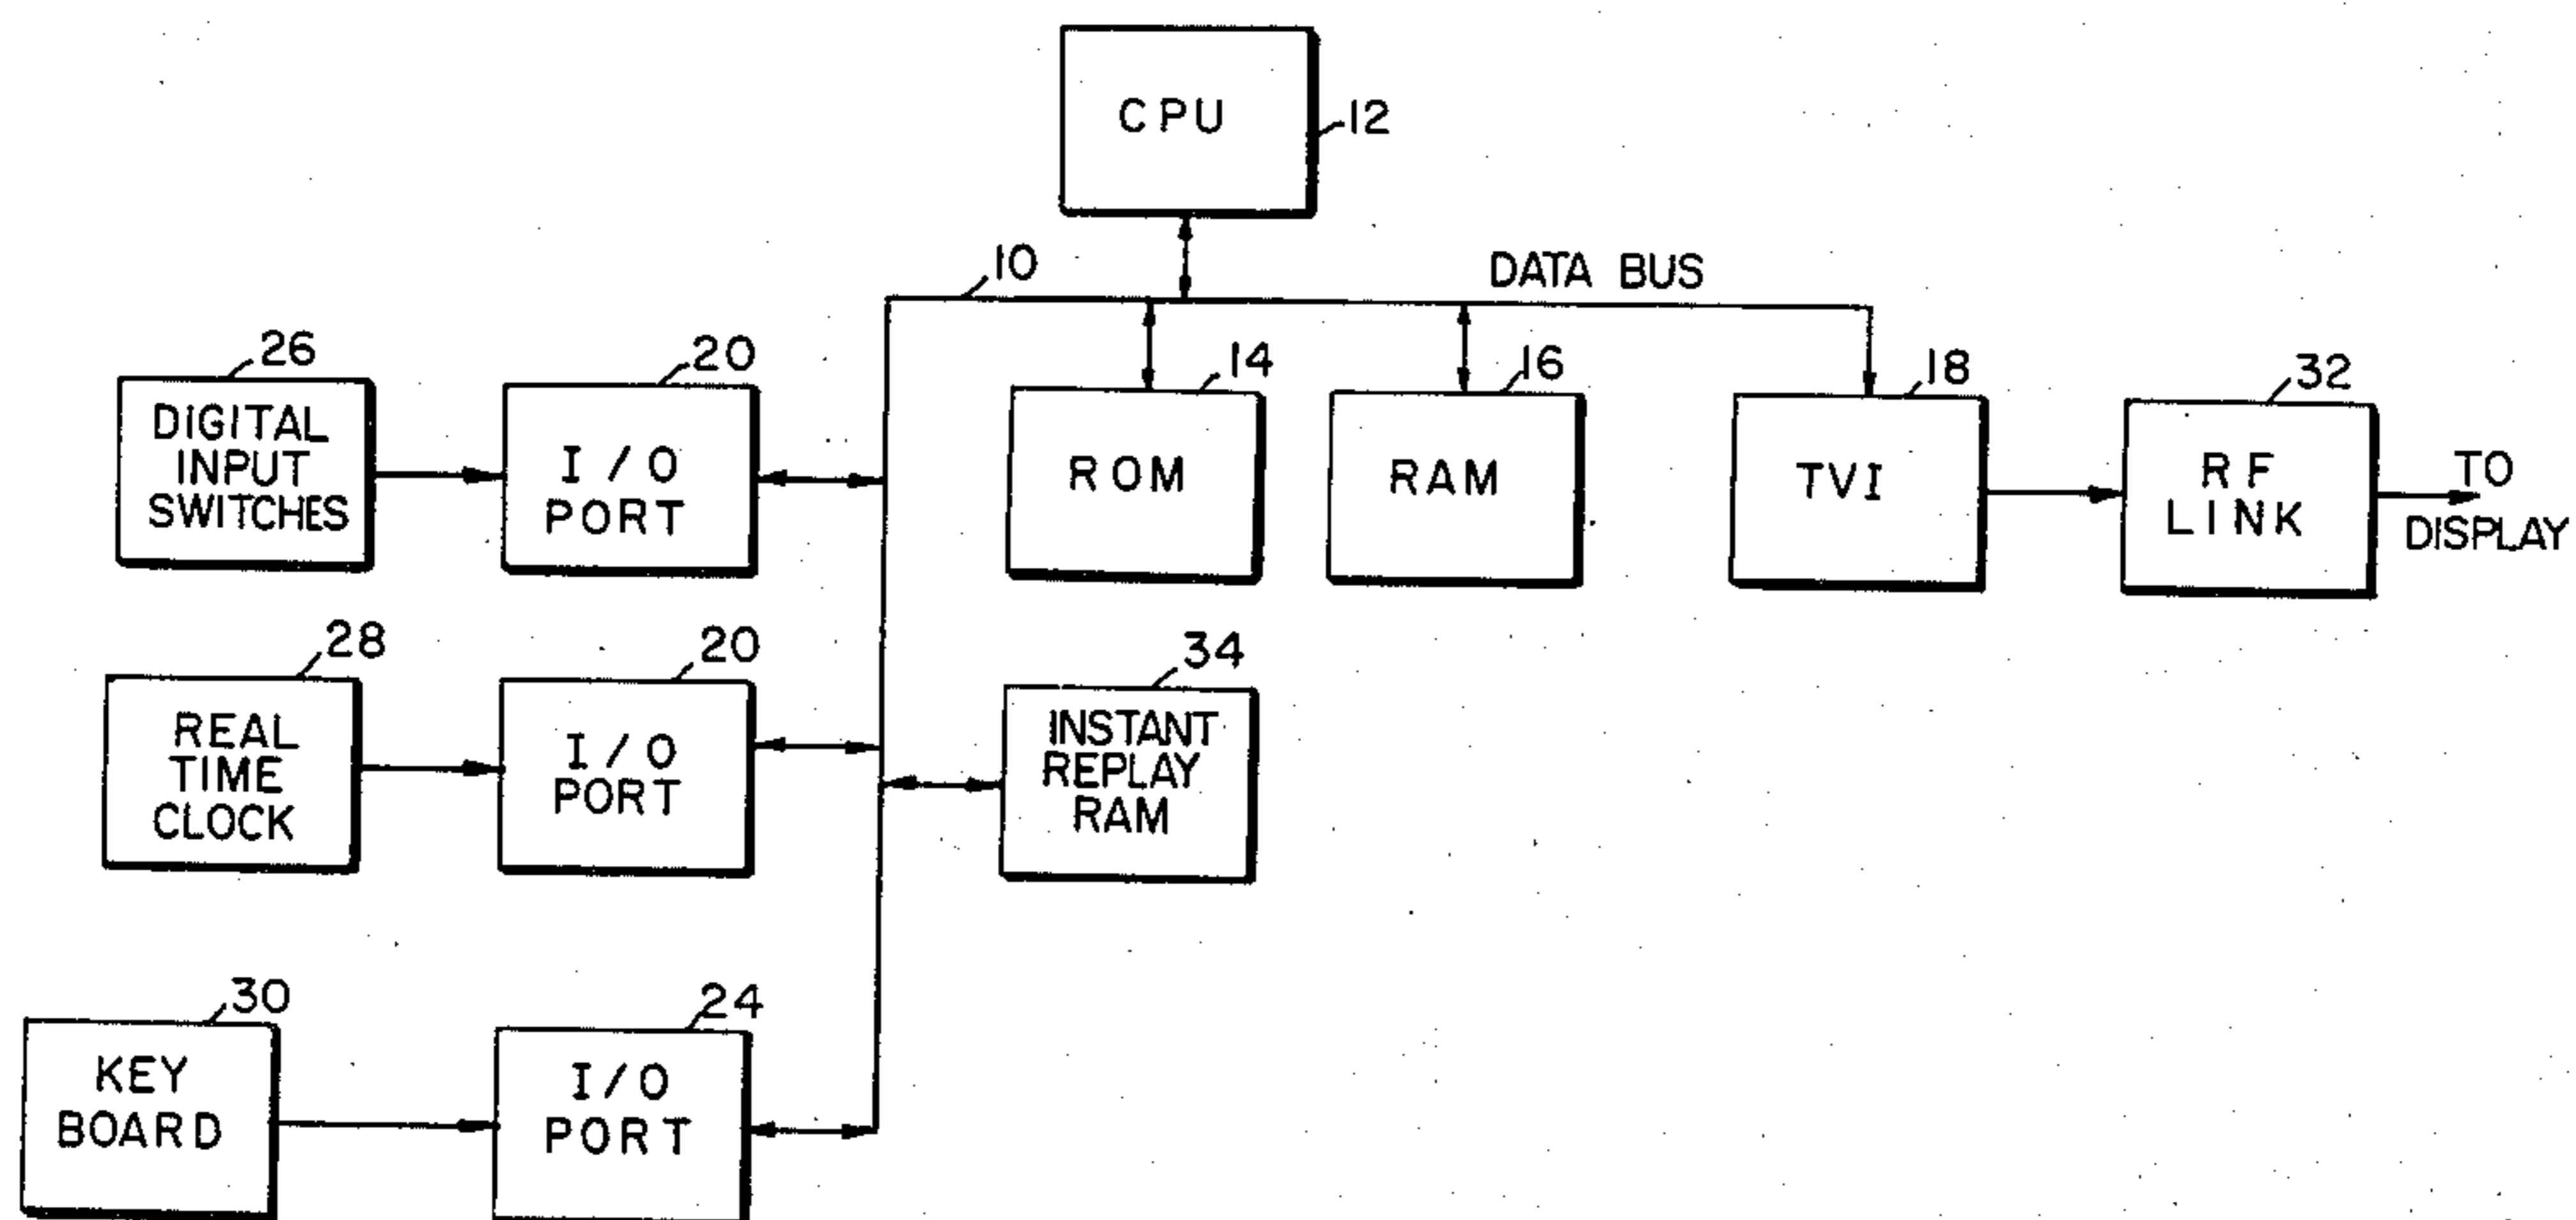 CPU
12
10
DATA BUS
26
20
14
16
18
32
DIGITAL
INPUT
SWITCHES
I/O
PORT
ROM
RAM
TVI
RF
LINK
TO
DISPLAY
28
20
34
REAL
TIME
CLOCK
I/O
PORT
INSTANT
REPLAY
RAM
30
24
KEY
BOARD
I/O
PORT